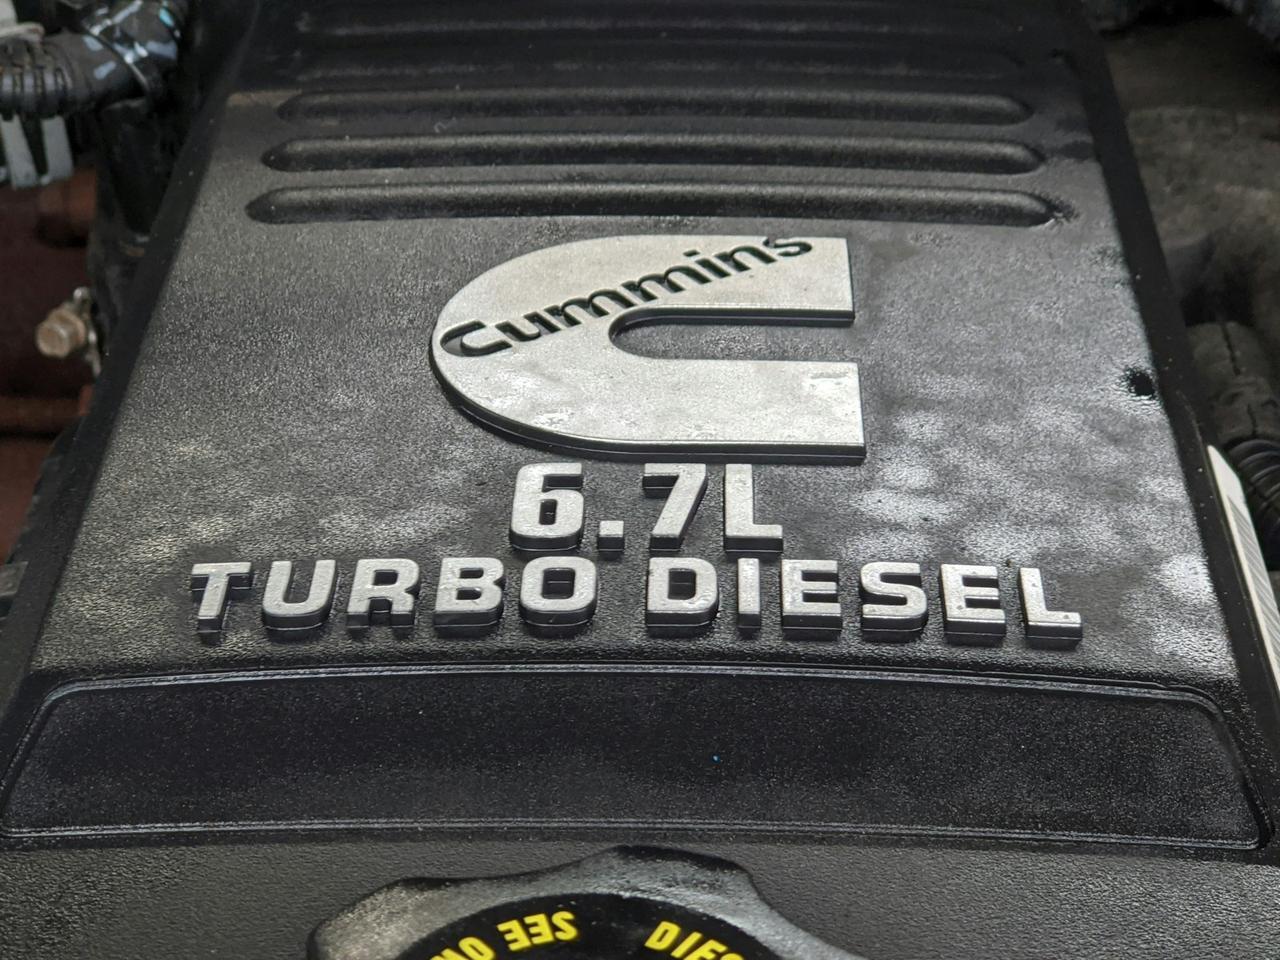 Cummins
6.7L
TURBO DIESEL
SEE